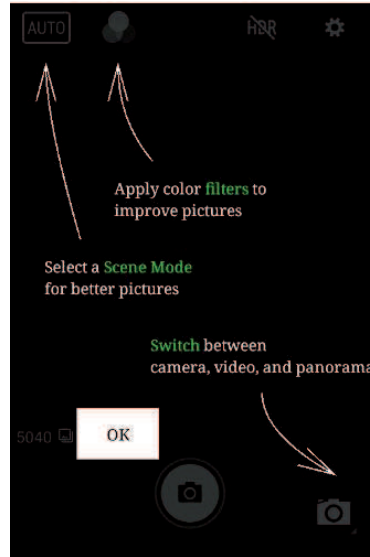 AUTO
HDR
Apply color filters to
improve pictures
Select a Scene Mode
for better pictures
Switch between
camera, video, and panorama
5040
OK